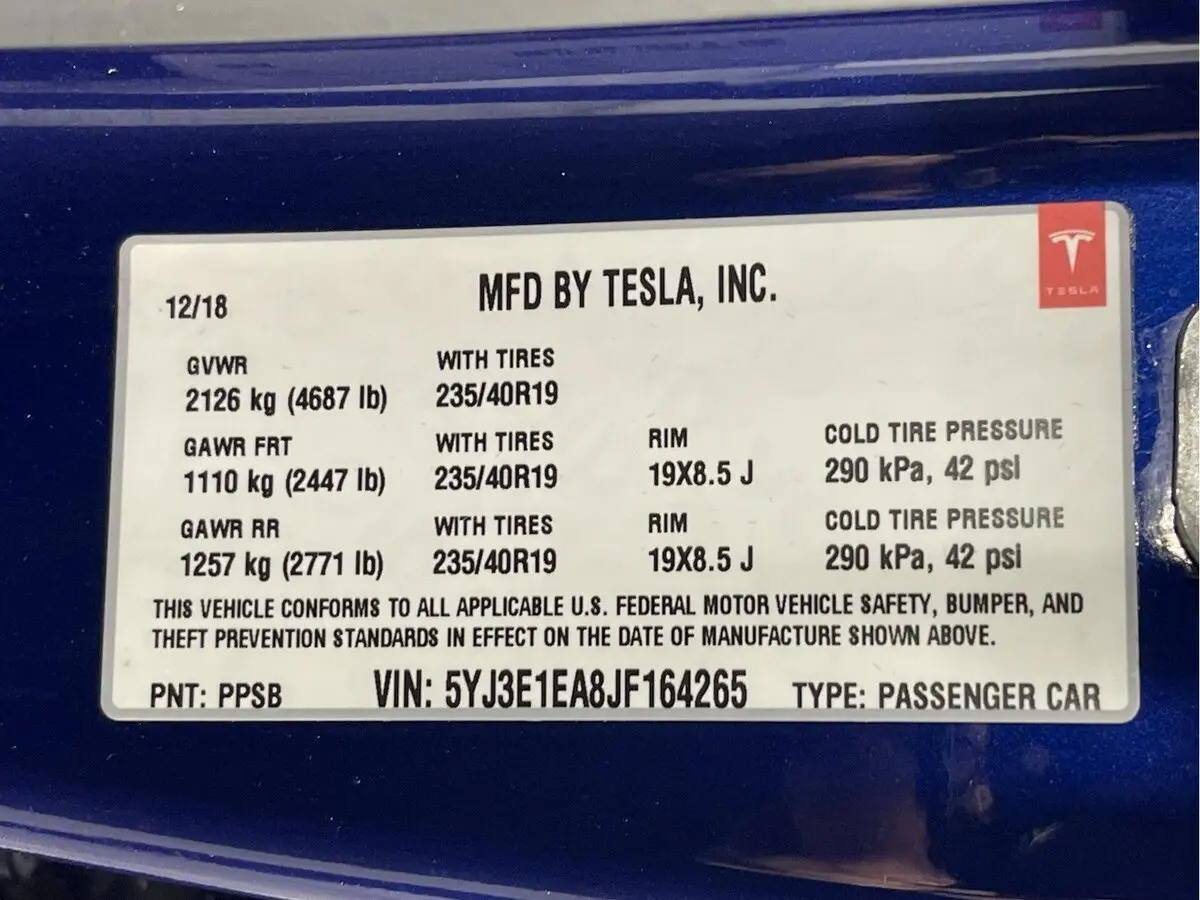 MFD BY TESLA, INC.
TESLA
12/18
GVWR WITH TIRES
2126 kg (4687 lb) 235/40R19
GAWR FRT WITH TIRES RIM COLD TIRE PRESSURE
1110 kg (2447 lb) 235/40R19 19X8.5 J 290 kPa, 42 psi
GAWR RR WITH TIRES RIM COLD TIRE PRESSURE
1257 kg (2771 lb) 235/40R19 19X8.5 J 290 kPa, 42 psi
THIS VEHICLE CONFORMS TO ALL APPLICABLE U.S. FEDERAL MOTOR VEHICLE SAFETY, BUMPER, AND
THEFT PREVENTION STANDARDS IN EFFECT ON THE DATE OF MANUFACTURE SHOWN ABOVE.
PNT: PPSB VIN: 5YJ3E1EA8JF164265 TYPE: PASSENGER CAR